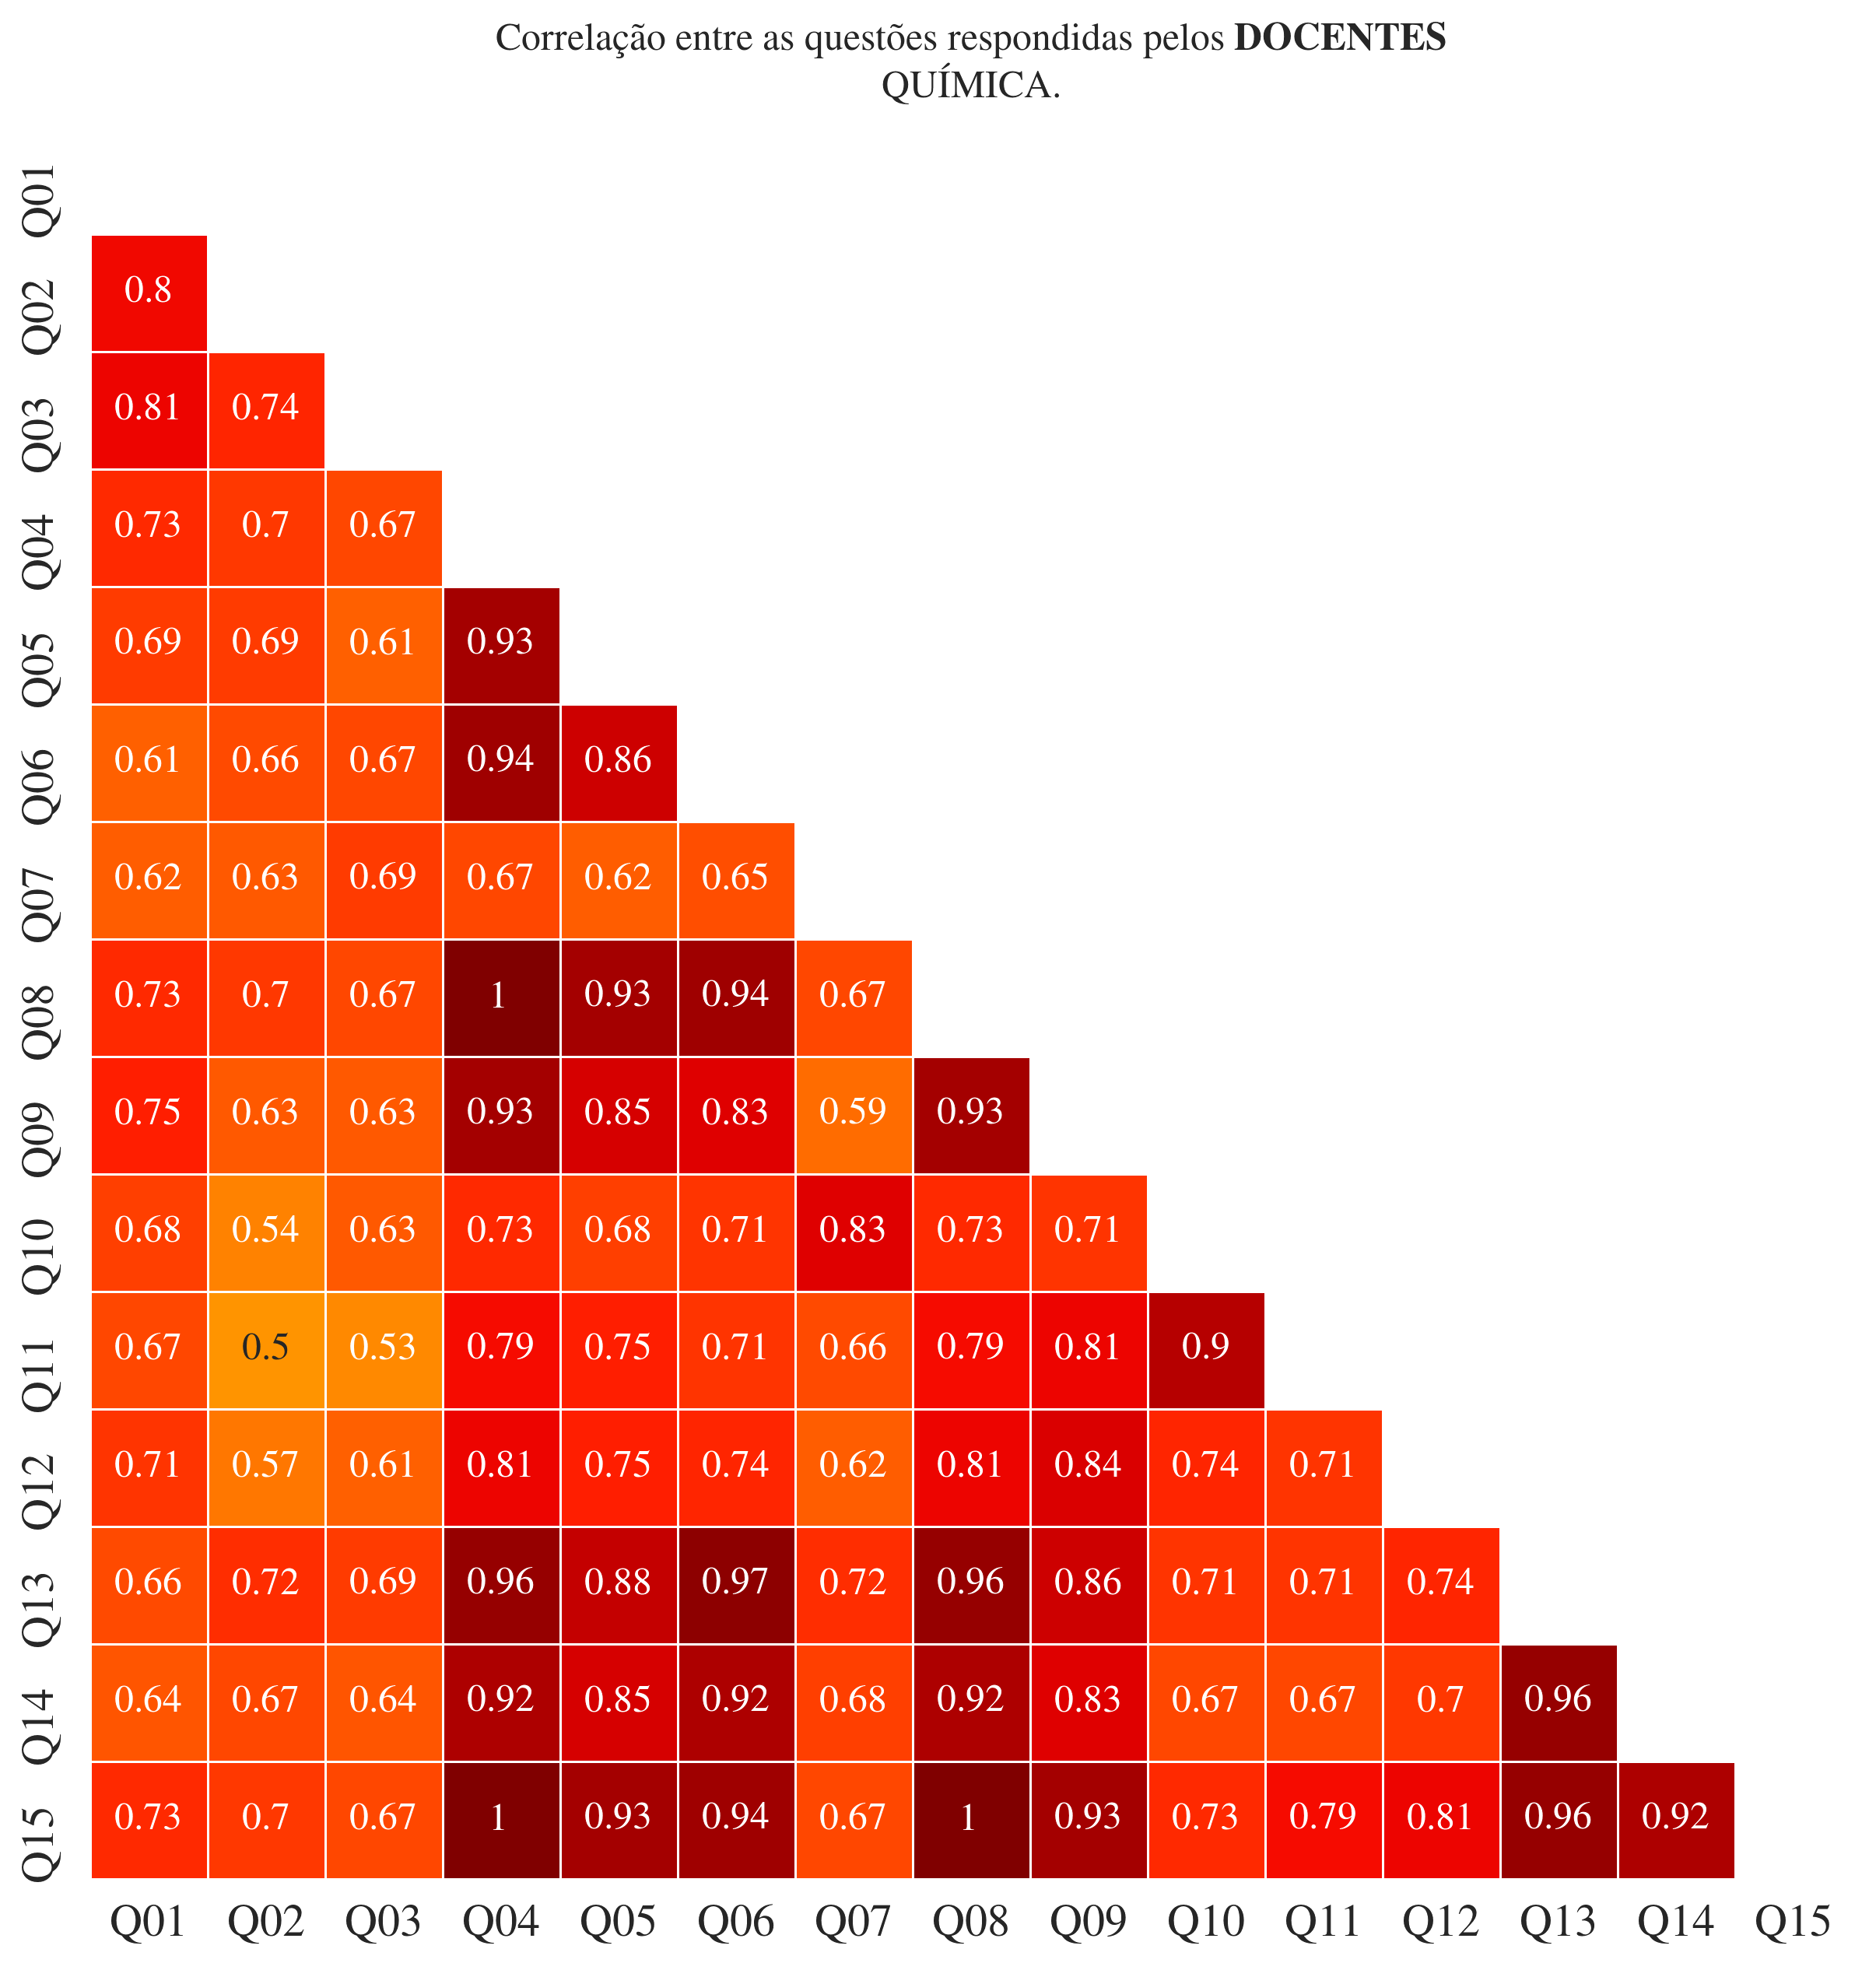 Correlação entre as questões respondidas pelos DOCENTES
QUÍMICA.
Q01
Q02 0.8
Q03 0.81 0.74
Q04 0.73 0.7 0.67
Q05 0.69 0.69 0.61 0.93
Q06 0.61 0.66 0.67 0.94 0.86
Q07 0.62 0.63 0.69 0.67 0.62 0.65
Q08 0.73 0.7 0.67 1 0.93 0.94 0.67
Q09 0.75 0.63 0.63 0.93 0.85 0.83 0.59 0.93
Q10 0.68 0.54 0.63 0.73 0.68 0.71 0.83 0.73 0.71
Q11 0.67 0.5 0.53 0.79 0.75 0.71 0.66 0.79 0.81 0.9
Q12 0.71 0.57 0.61 0.81 0.75 0.74 0.62 0.81 0.84 0.74 0.71
Q13 0.66 0.72 0.69 0.96 0.88 0.97 0.72 0.96 0.86 0.71 0.71 0.74
Q14 0.64 0.67 0.64 0.92 0.85 0.92 0.68 0.92 0.83 0.67 0.67 0.7 0.96
Q15 0.73 0.7 0.67 1 0.93 0.94 0.67 1 0.93 0.73 0.79 0.81 0.96 0.92
Q01 Q02 Q03 Q04 Q05 Q06 Q07 Q08 Q09 Q10 Q11 Q12 Q13 Q14 Q15